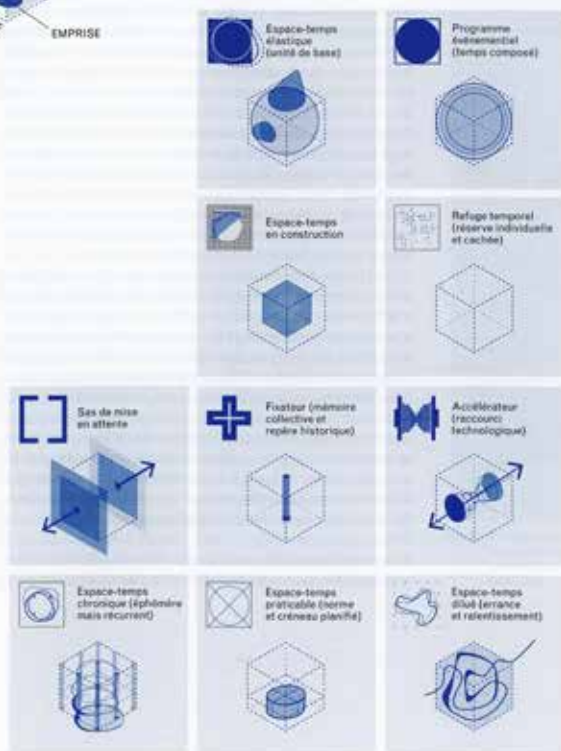 EMPRISE
Espace-temps
élastique
(unité de base)
Programme
événementiel
(temps composé)
Espace-temps
en construction
Refuge temporel
(réserve individuelle
et cachée)
Sas de mise
en attente
Fixateur (mémoire
collective et
repère historique)
Accélérateur
(raccourci
technologique)
Espace-temps
chronique (éphémère
mais récurrent)
Espace-temps
praticable (norme
et créneau planifié)
Espace-temps
dilué (errance
et ralentissement)